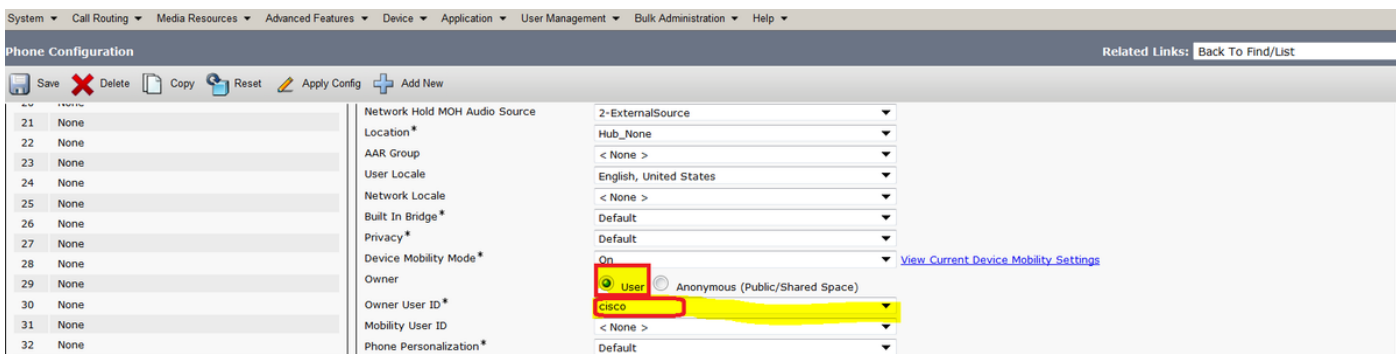 System Call Routing Media Resources Advanced Features Device Application User Management Bulk Administration Help
Phone Configuration Related Links: Back To Find/List
Save Delete Copy Reset Apply Config Add New
Network Hold MOH Audio Source 2-ExternalSource
21 None Location* Hub_None
22 None AAR Group < None >
23 None User Locale English, United States
24 None Network Locale < None >
25 None Built In Bridge* Default
26 None Privacy* Default
27 None Device Mobility Mode* On View Current Device Mobility Settings
28 None Owner User Anonymous (Public/Shared Space)
29 None Owner User ID* cisco
30 None Mobility User ID < None >
31 None Phone Personalization* Default
32 None